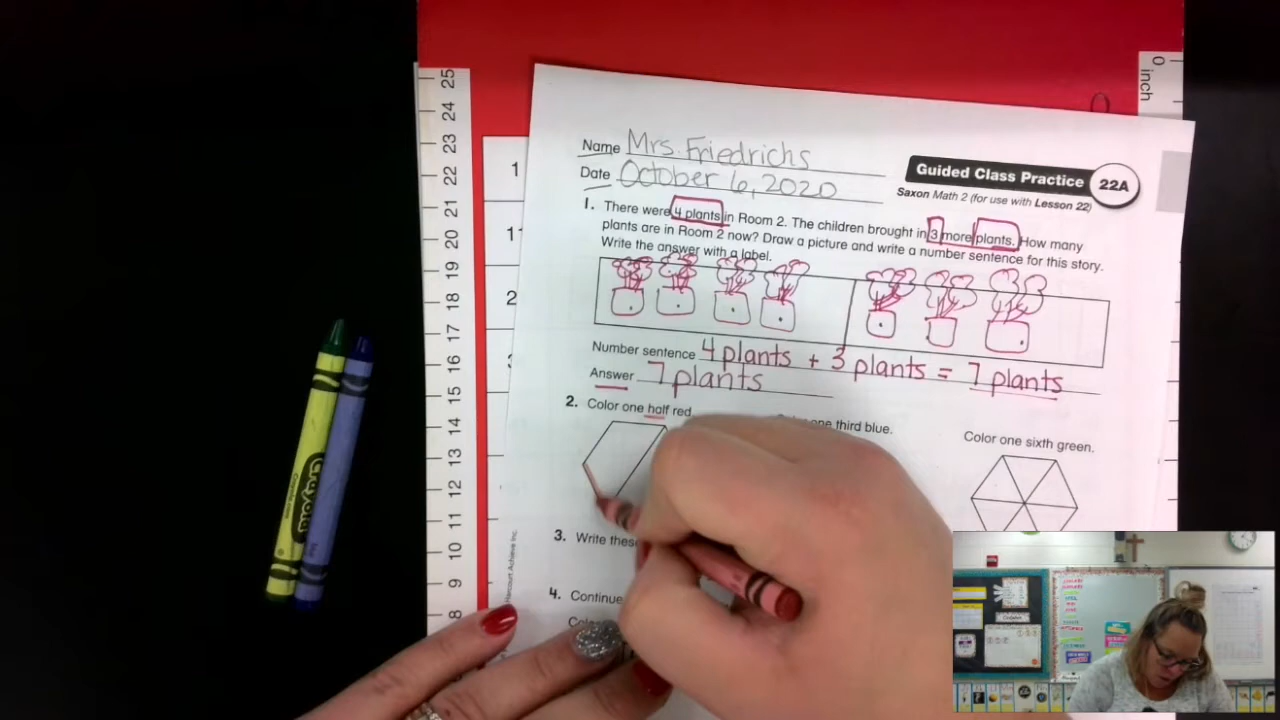 Name Mrs. Friedrichs
Date October 6, 2020
Guided Class Practice 22A
Saxon Math 2 (for use with Lesson 22)
1. There were 4 plants in Room 2. The children brought in 3 more plants. How many
plants are in Room 2 now? Draw a picture and write a number sentence for this story.
Write the answer with a label.
Number sentence 4 plants + 3 plants = 7 plants
Answer 7 plants
2. Color one half red
one third blue.
Color one sixth green.
3. Write these
4. Continue
Harcourt Achieve Inc.
Crayola
0 inch
25
24
23
22
21
20
19
18
17
16
15
14
13
12
11
10
9
8